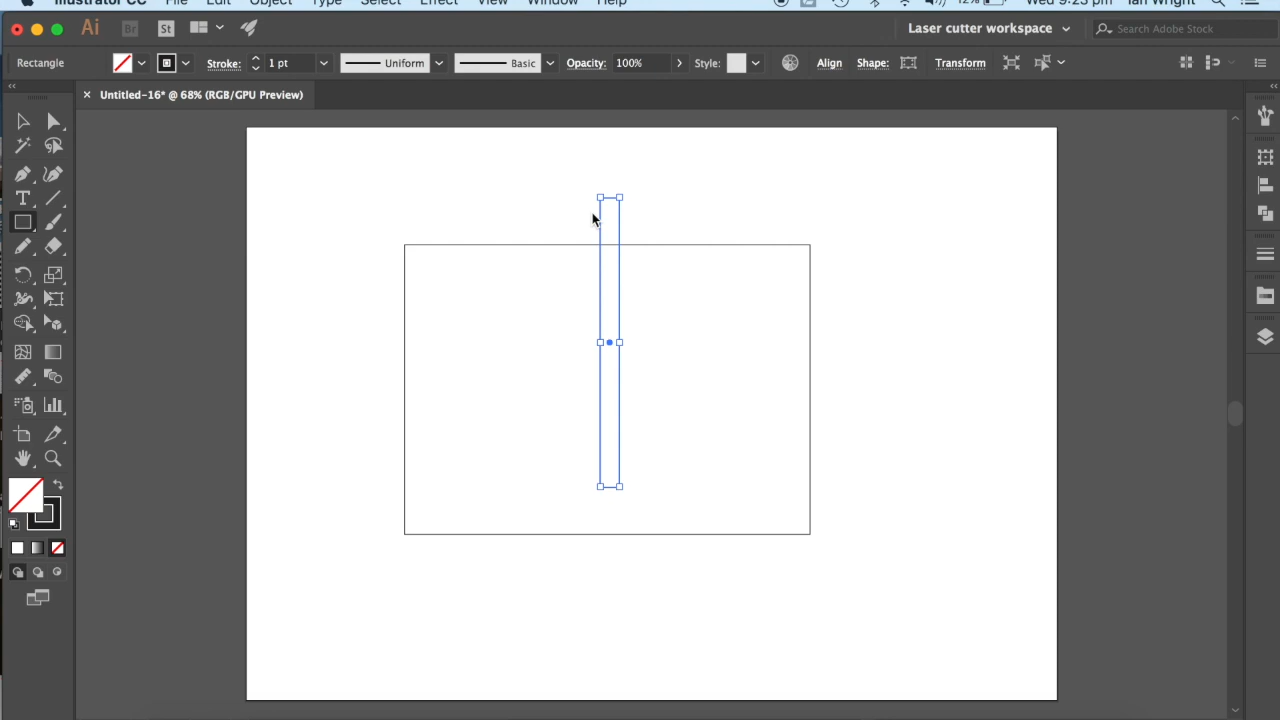 Illustrator CC File Edit Object Type Select Effect View Window Help 12% Wed 9:23 pm Ian Wright
Ai Br St Laser cutter workspace Search Adobe Stock
Rectangle Stroke: 1 pt Uniform Basic Opacity: 100% Style: Align Shape: Transform
× Untitled-16* @ 68% (RGB/GPU Preview)
T